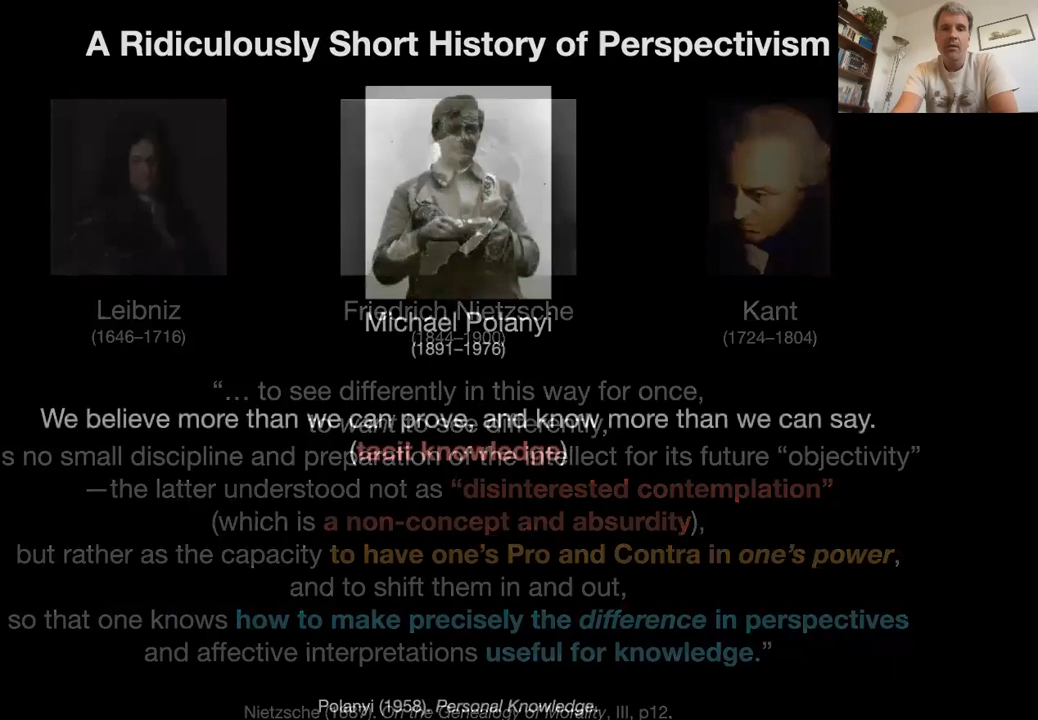 A Ridiculously Short History of Perspectivism
Leibniz
(1646–1716)
Friedrich Nietzsche
(1844–1900)
Michael Polanyi
(1891–1976)
Kant
(1724–1804)
“… to see differently in this way for once,
We believe more than we can prove, and know more than we can say.
to want to see differently,
(tacit knowledge)
s no small discipline and preparation of the intellect for its future “objectivity”
—the latter understood not as “disinterested contemplation”
(which is a non-concept and absurdity),
but rather as the capacity to have one’s Pro and Contra in one’s power,
and to shift them in and out,
so that one knows how to make precisely the difference in perspectives
and affective interpretations useful for knowledge.”
Polanyi (1958). Personal Knowledge.
Nietzsche (1887). On the Genealogy of Morality, III, p12.